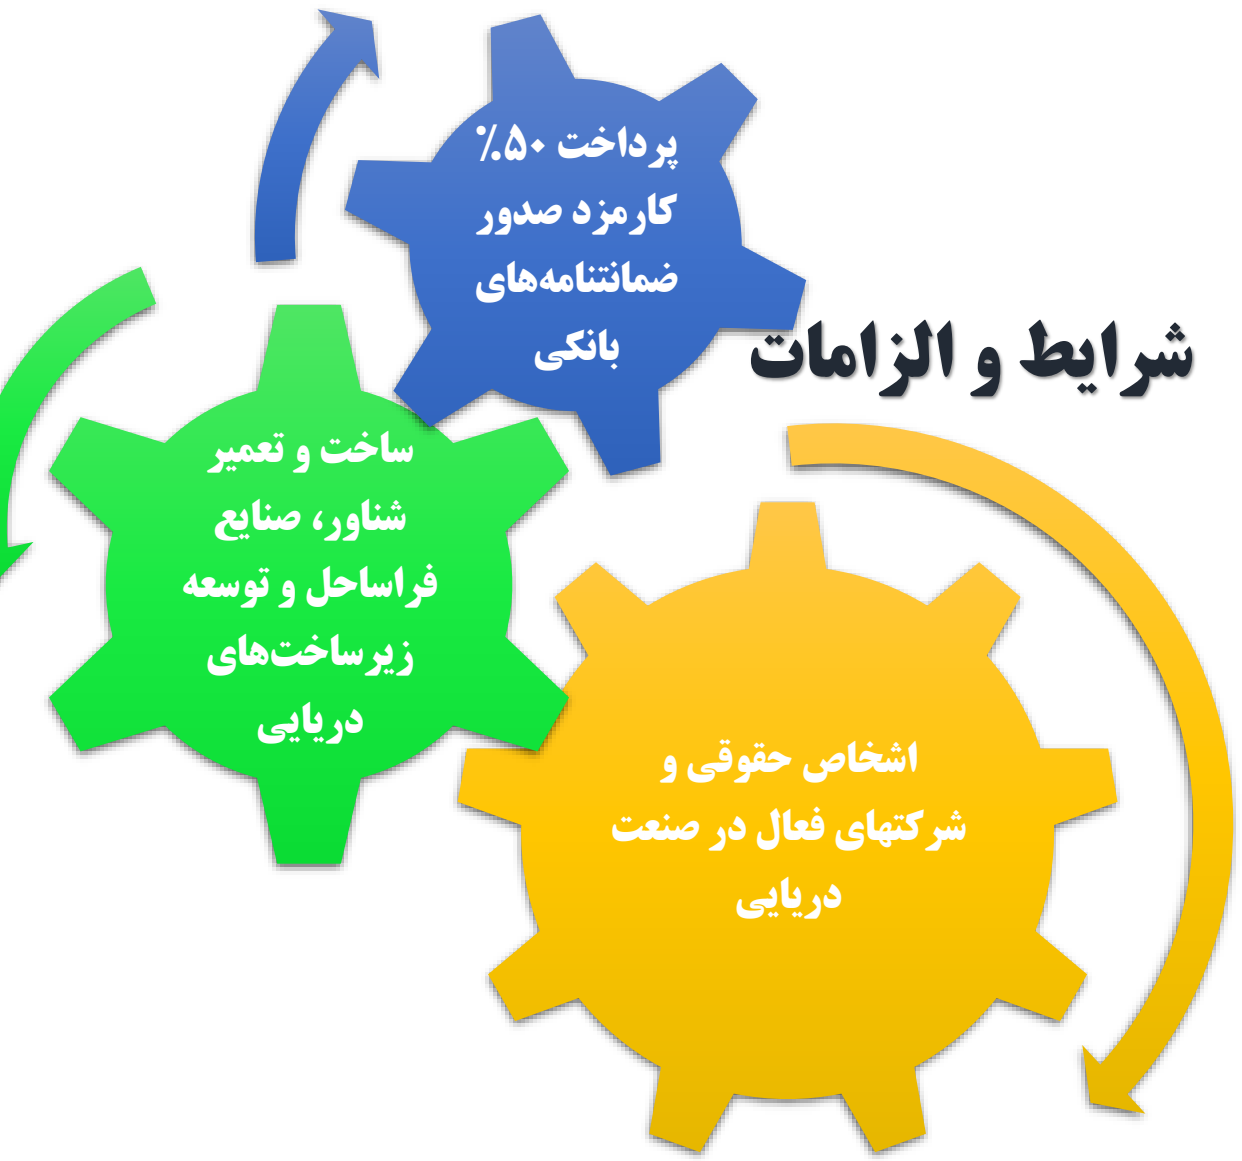 شرایط و الزامات
پرداخت ۵۰%
کارمزد صدور
ضمانتنامه‌های
بانکی
ساخت و تعمیر
شناور، صنایع
فراساحل و توسعه
زیرساخت‌های
دریایی
اشخاص حقوقی و
شرکتهای فعال در صنعت
دریایی